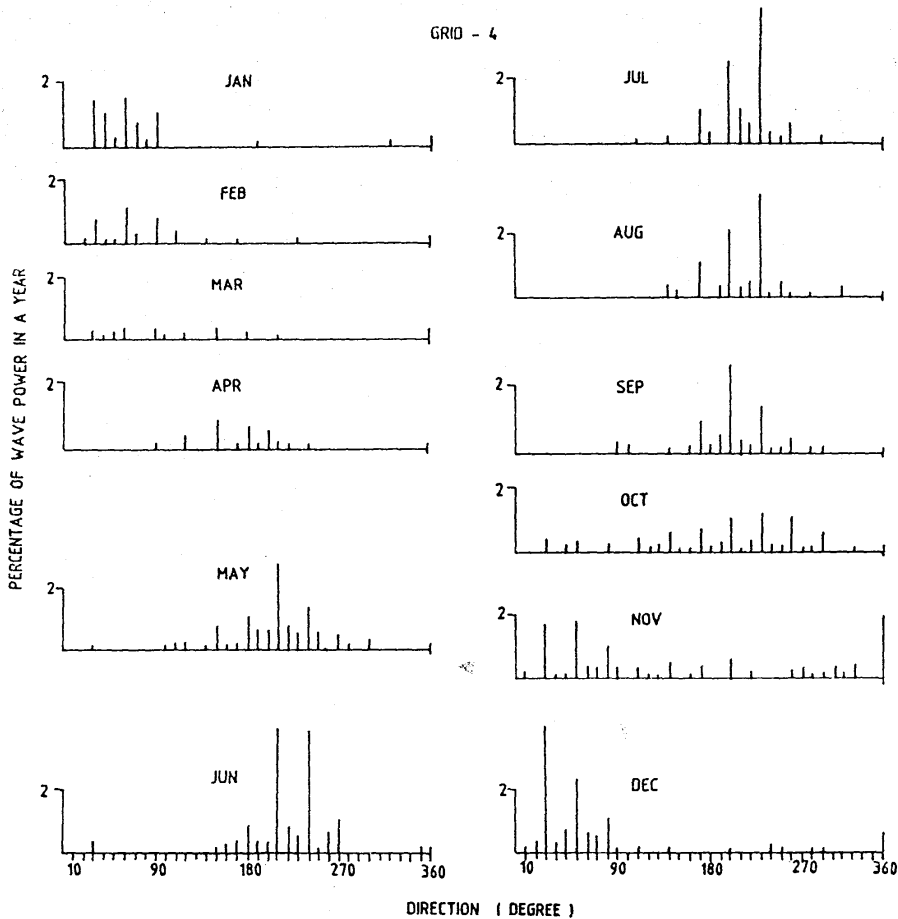 GRID - 4
PERCENTAGE OF WAVE POWER IN A YEAR
2
JAN
2
FEB
2
MAR
2
APR
2
MAY
2
JUN
10 90 180 270 360
2
JUL
2
AUG
2
SEP
2
OCT
2
NOV
2
DEC
10 90 180 270 360
DIRECTION ( DEGREE )